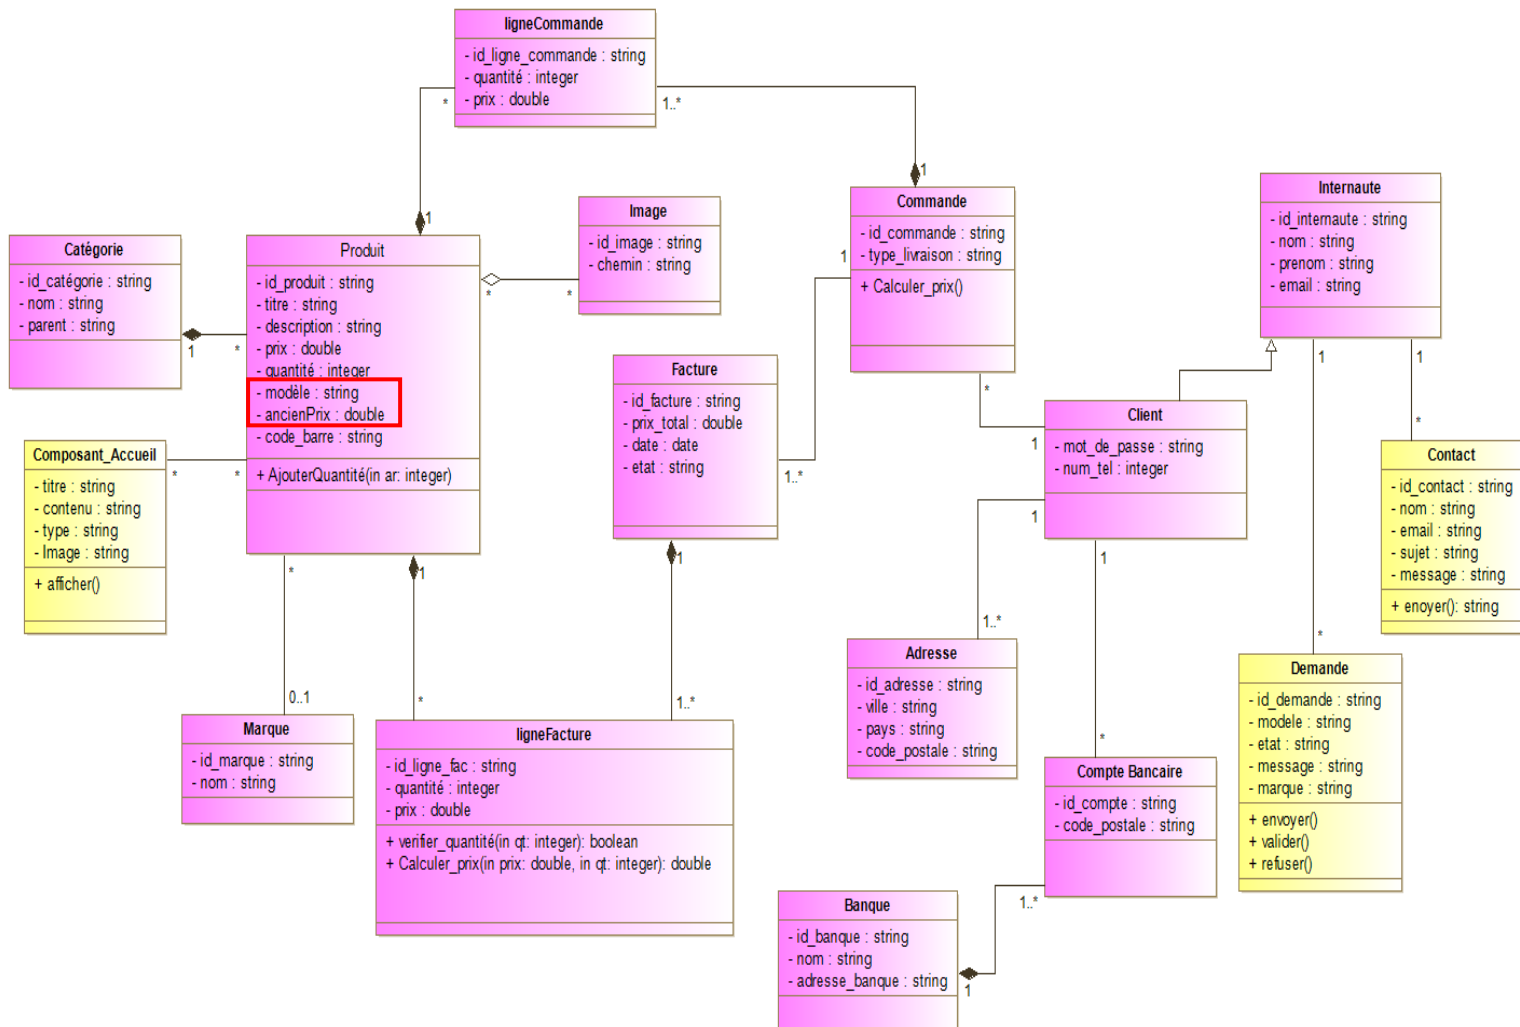 ligneCommande
- id_ligne_commande : string
- quantité : integer
- prix : double
*
1..*
1
1
Image
- id_image : string
- chemin : string
*
*
Commande
- id_commande : string
- type_livraison : string
+ Calculer_prix()
1
*
Internaute
- id_internaute : string
- nom : string
- prenom : string
- email : string
1
1
Catégorie
- id_catégorie : string
- nom : string
- parent : string
1
*
Produit
- id_produit : string
- titre : string
- description : string
- prix : double
- quantité : integer
- modèle : string
- ancienPrix : double
- code_barre : string
+ AjouterQuantité(in ar: integer)
*
1
Facture
- id_facture : string
- prix_total : double
- date : date
- etat : string
1..*
1
Client
- mot_de_passe : string
- num_tel : integer
1
1
1
*
Contact
- id_contact : string
- nom : string
- email : string
- sujet : string
- message : string
+ enoyer(): string
Composant_Accueil
- titre : string
- contenu : string
- type : string
- Image : string
+ afficher()
*
*
0..1
Marque
- id_marque : string
- nom : string
*
1..*
ligneFacture
- id_ligne_fac : string
- quantité : integer
- prix : double
+ verifier_quantité(in qt: integer): boolean
+ Calculer_prix(in prix: double, in qt: integer): double
1..*
Adresse
- id_adresse : string
- ville : string
- pays : string
- code_postale : string
*
Compte Bancaire
- id_compte : string
- code_postale : string
1..*
*
Demande
- id_demande : string
- modele : string
- etat : string
- message : string
- marque : string
+ envoyer()
+ valider()
+ refuser()
Banque
- id_banque : string
- nom : string
- adresse_banque : string
1